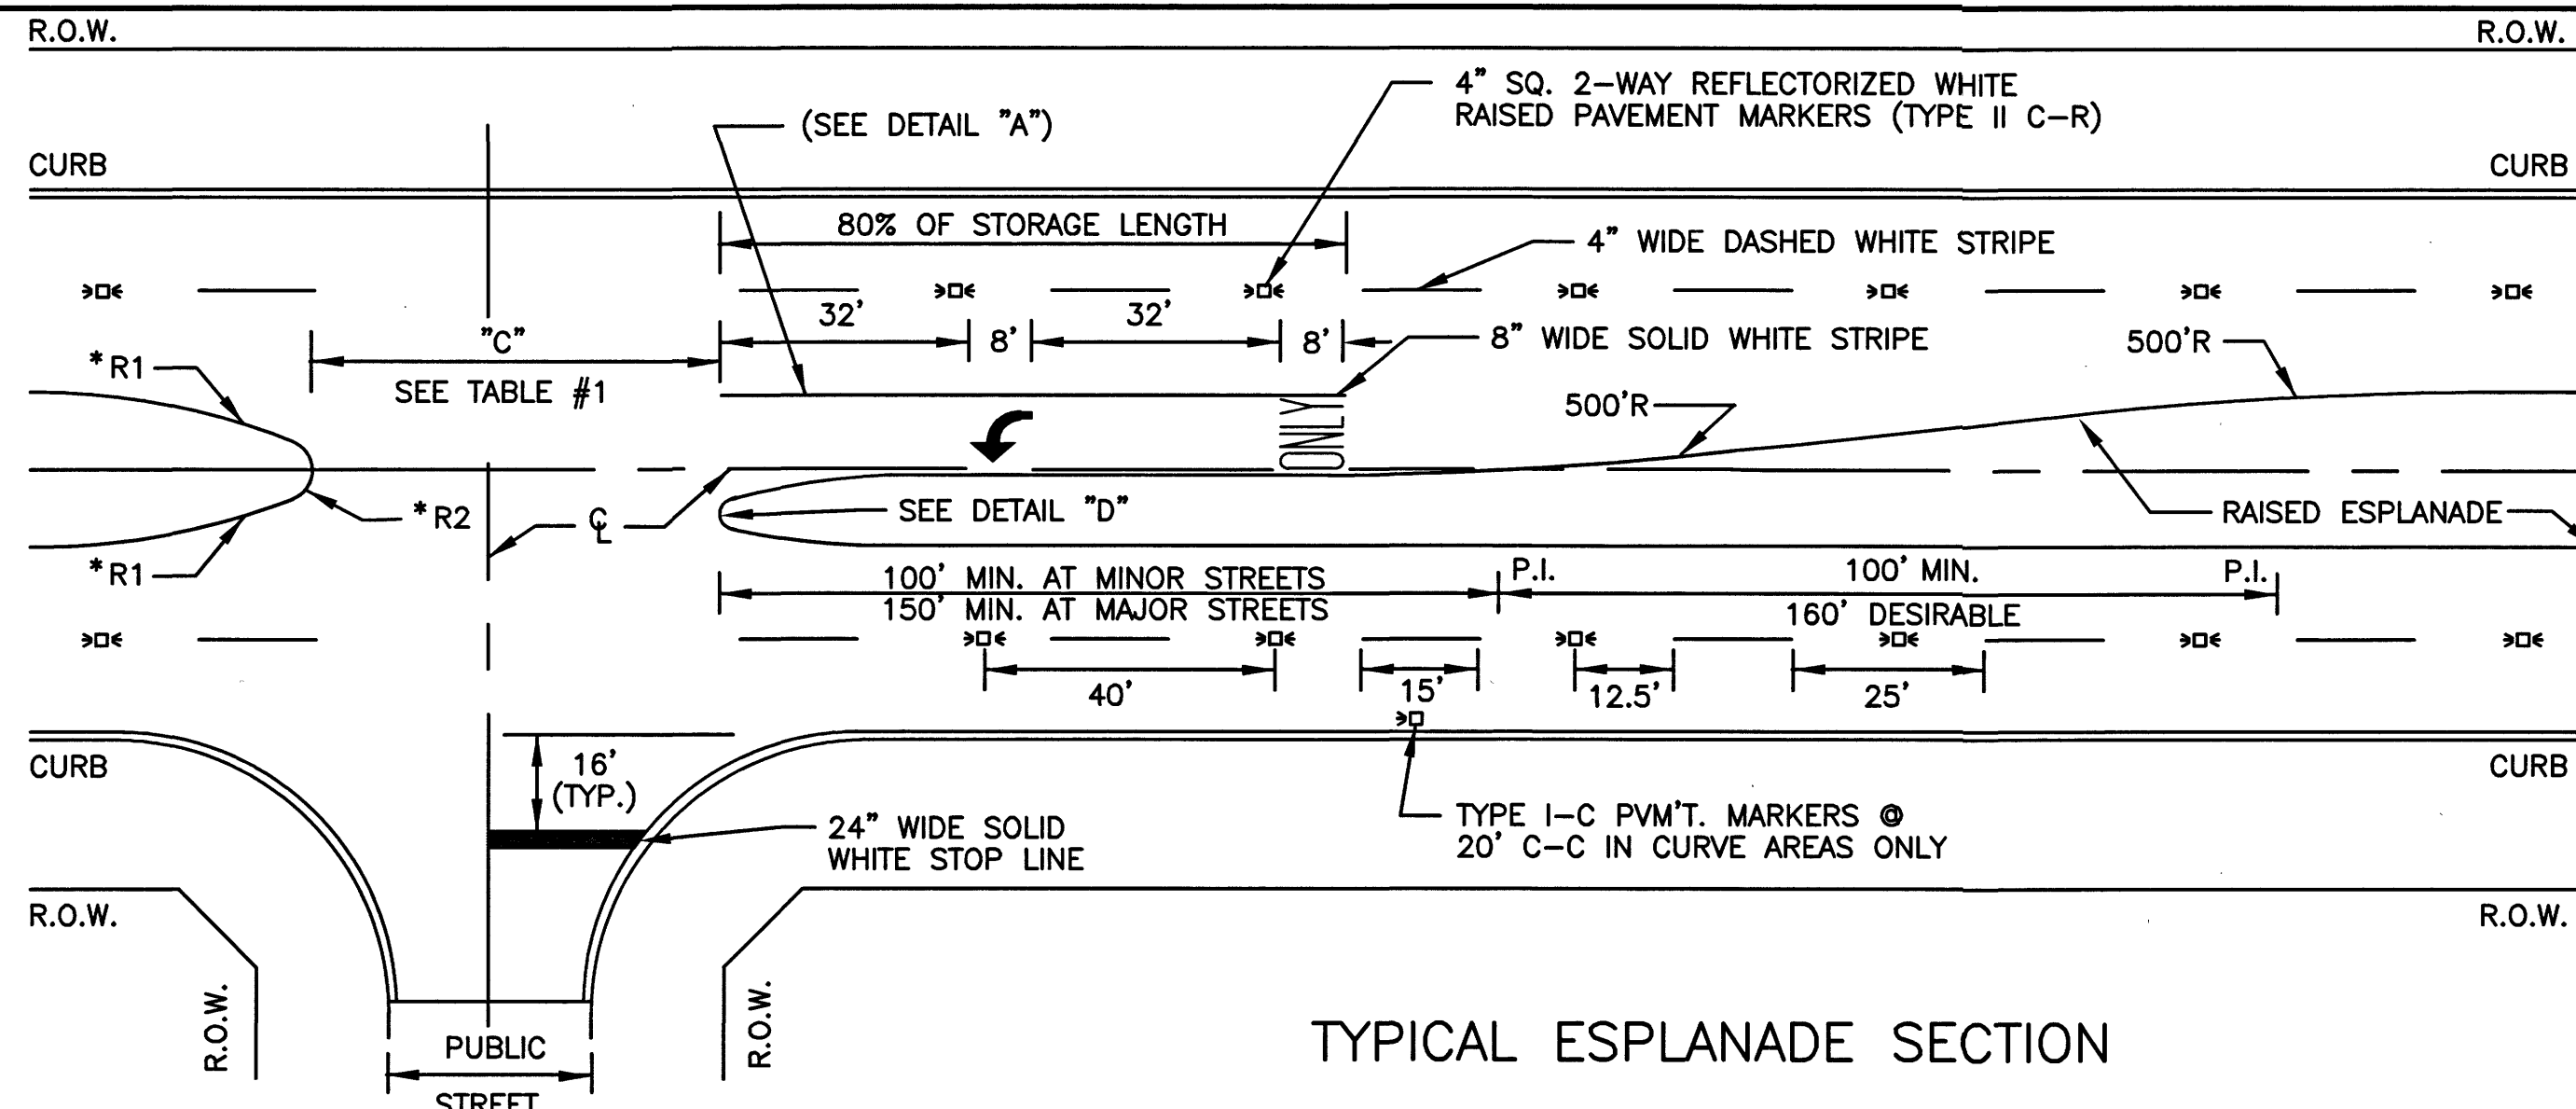 R.O.W.
R.O.W.
4" SQ. 2-WAY REFLECTORIZED WHITE
RAISED PAVEMENT MARKERS (TYPE II C-R)
(SEE DETAIL "A")
CURB
CURB
80% OF STORAGE LENGTH
4" WIDE DASHED WHITE STRIPE
32'
8'
32'
8'
"C"
SEE TABLE #1
8" WIDE SOLID WHITE STRIPE
500'R
*R1
500'R
ONLY
*R2
℄
SEE DETAIL "D"
RAISED ESPLANADE
*R1
100' MIN. AT MINOR STREETS
150' MIN. AT MAJOR STREETS
P.I.
100' MIN.
160' DESIRABLE
P.I.
40'
15'
12.5'
25'
CURB
16'
(TYP.)
CURB
24" WIDE SOLID
WHITE STOP LINE
TYPE I-C PVM'T. MARKERS @
20' C-C IN CURVE AREAS ONLY
R.O.W.
R.O.W.
R.O.W.
R.O.W.
PUBLIC
STREET
TYPICAL ESPLANADE SECTION